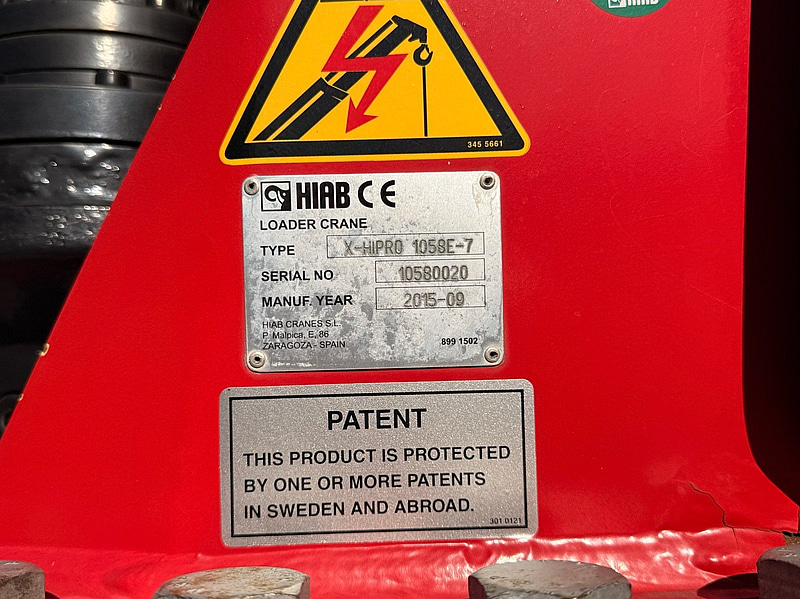 HIAB
345 5661
HIAB CE
LOADER CRANE
TYPE X-HIPRO 1058E-7
SERIAL NO 10580020
MANUF. YEAR 2015-09
HIAB CRANES S.L.
P. Malpica, E, 86
ZARAGOZA - SPAIN
899 1502
PATENT
THIS PRODUCT IS PROTECTED
BY ONE OR MORE PATENTS
IN SWEDEN AND ABROAD.
301 0121